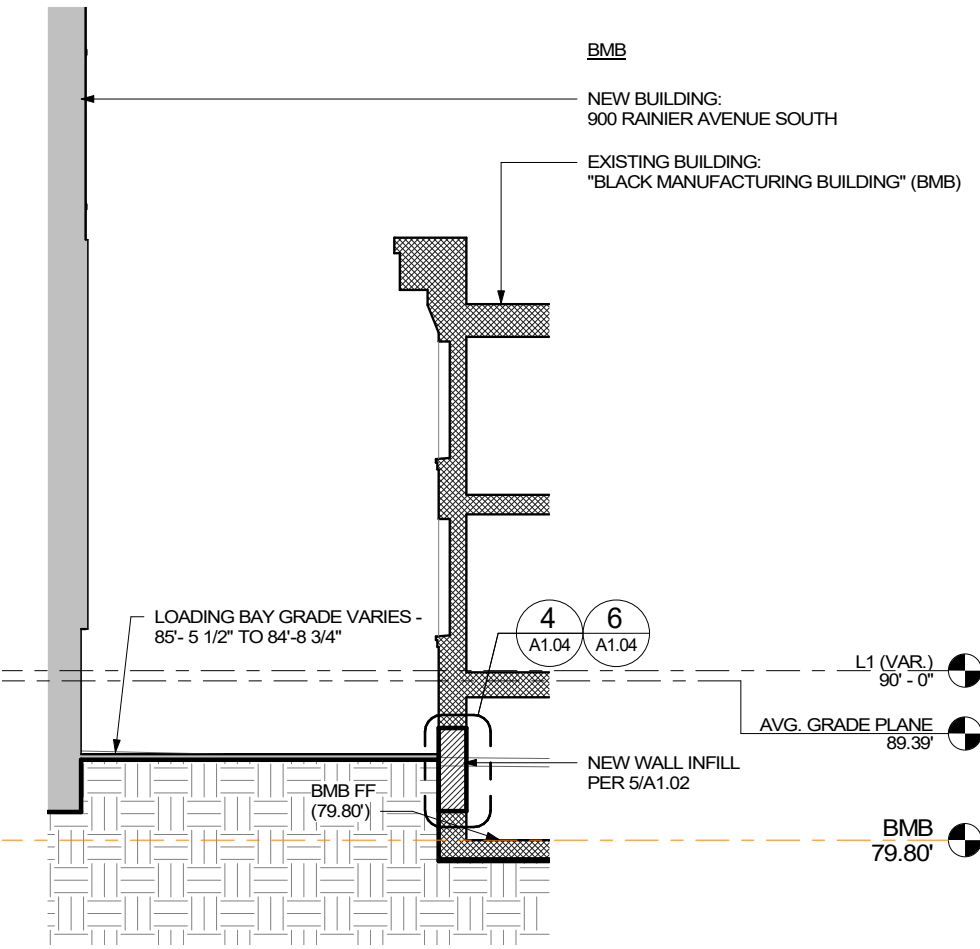 BMB
NEW BUILDING:
900 RAINIER AVENUE SOUTH
EXISTING BUILDING:
"BLACK MANUFACTURING BUILDING" (BMB)
LOADING BAY GRADE VARIES -
85'- 5 1/2" TO 84'-8 3/4"
4
A1.04
6
A1.04
L1 (VAR.)
90' - 0"
AVG. GRADE PLANE
89.39'
NEW WALL INFILL
PER 5/A1.02
BMB FF
(79.80')
BMB
79.80'